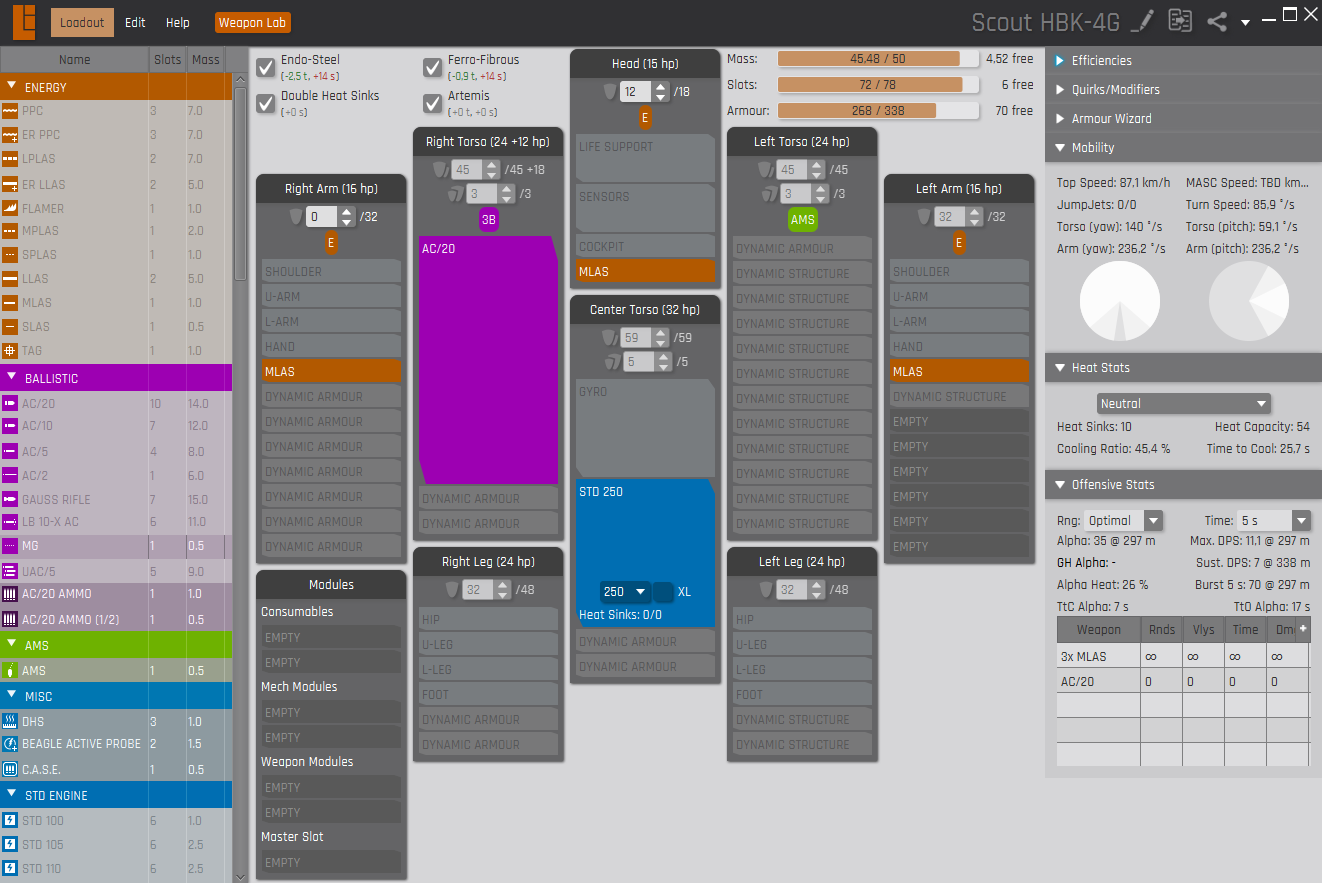 Loadout Edit Help Weapon Lab
Scout HBK-4G
Name Slots Mass
ENERGY
PPC 3 7.0
ER PPC 3 7.0
LPLAS 2 7.0
ER LLAS 2 5.0
FLAMER 1 1.0
MPLAS 1 2.0
SPLAS 1 1.0
LLAS 2 5.0
MLAS 1 1.0
SLAS 1 0.5
TAG 1 1.0
BALLISTIC
AC/20 10 14.0
AC/10 7 12.0
AC/5 4 8.0
AC/2 1 6.0
GAUSS RIFLE 7 15.0
LB 10-X AC 6 11.0
MG 1 0.5
UAC/5 5 9.0
AC/20 AMMO 1 1.0
AC/20 AMMO (1/2) 1 0.5
AMS
AMS 1 0.5
MISC
DHS 3 1.0
BEAGLE ACTIVE PROBE 2 1.5
C.A.S.E. 1 0.5
STD ENGINE
STD 100 6 1.0
STD 105 6 2.5
STD 110 6 2.5
Endo-Steel
(-2.5 t, +14 s)
Double Heat Sinks
(+0 s)
Ferro-Fibrous
(-0.9 t, +14 s)
Artemis
(+0 t, +0 s)
Right Arm (16 hp)
0 /32
E
SHOULDER
U-ARM
L-ARM
HAND
MLAS
DYNAMIC ARMOUR
DYNAMIC ARMOUR
DYNAMIC ARMOUR
DYNAMIC ARMOUR
DYNAMIC ARMOUR
DYNAMIC ARMOUR
DYNAMIC ARMOUR
Modules
Consumables
EMPTY
EMPTY
Mech Modules
EMPTY
EMPTY
Weapon Modules
EMPTY
EMPTY
Master Slot
EMPTY
Right Torso (24 +12 hp)
45 /45 +18
3 /3
3B
AC/20
DYNAMIC ARMOUR
DYNAMIC ARMOUR
Right Leg (24 hp)
32 /48
HIP
U-LEG
L-LEG
FOOT
DYNAMIC ARMOUR
DYNAMIC ARMOUR
Head (15 hp)
12 /18
E
LIFE SUPPORT
SENSORS
COCKPIT
MLAS
Center Torso (32 hp)
59 /59
5 /5
GYRO
STD 250
250 XL
Heat Sinks: 0/0
DYNAMIC ARMOUR
DYNAMIC ARMOUR
Mass: 45.48 / 50 4.52 free
Slots: 72 / 78 6 free
Armour: 268 / 338 70 free
Left Torso (24 hp)
45 /45
3 /3
AMS
DYNAMIC ARMOUR
DYNAMIC STRUCTURE
DYNAMIC STRUCTURE
DYNAMIC STRUCTURE
DYNAMIC STRUCTURE
DYNAMIC STRUCTURE
DYNAMIC STRUCTURE
DYNAMIC STRUCTURE
DYNAMIC STRUCTURE
DYNAMIC STRUCTURE
DYNAMIC STRUCTURE
DYNAMIC STRUCTURE
Left Leg (24 hp)
32 /48
HIP
U-LEG
L-LEG
FOOT
DYNAMIC STRUCTURE
DYNAMIC STRUCTURE
Left Arm (16 hp)
32 /32
E
SHOULDER
U-ARM
L-ARM
HAND
MLAS
DYNAMIC STRUCTURE
EMPTY
EMPTY
EMPTY
EMPTY
EMPTY
EMPTY
Efficiencies
Quirks/Modifiers
Armour Wizard
Mobility
Top Speed: 87.1 km/h MASC Speed: TBD km...
JumpJets: 0/0 Turn Speed: 85.9 °/s
Torso (yaw): 140 °/s Torso (pitch): 59.1 °/s
Arm (yaw): 236.2 °/s Arm (pitch): 236.2 °/s
Heat Stats
Neutral
Heat Sinks: 10 Heat Capacity: 54
Cooling Ratio: 45.4 % Time to Cool: 25.7 s
Offensive Stats
Rng: Optimal Time: 5 s
Alpha: 35 @ 297 m Max. DPS: 11.1 @ 297 m
GH Alpha: - Sust. DPS: 7 @ 338 m
Alpha Heat: 26 % Burst 5 s: 70 @ 297 m
TtC Alpha: 7 s TtO Alpha: 17 s
Weapon Rnds Vlys Time Dm +
3x MLAS ∞ ∞ ∞ ∞
AC/20 0 0 0 0